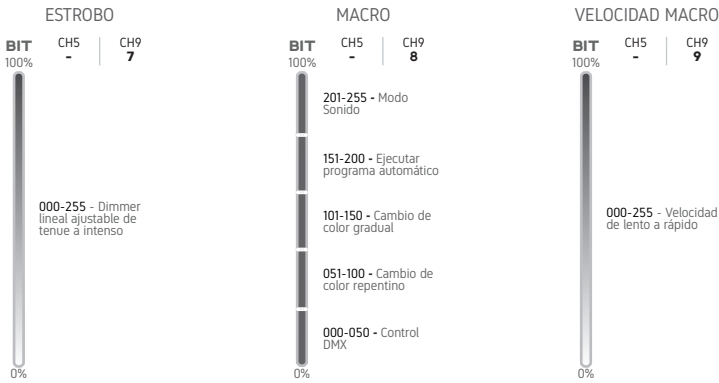 ESTROBO
BIT CH5 CH9
- 7
100%
000-255 - Dimmer
lineal ajustable de
tenue a intenso
0%
MACRO
BIT CH5 CH9
- 8
100%
201-255 - Modo
Sonido
151-200 - Ejecutar
programa automático
101-150 - Cambio de
color gradual
051-100 - Cambio de
color repentino
000-050 - Control
DMX
0%
VELOCIDAD MACRO
BIT CH5 CH9
- 9
100%
000-255 - Velocidad
de lento a rápido
0%